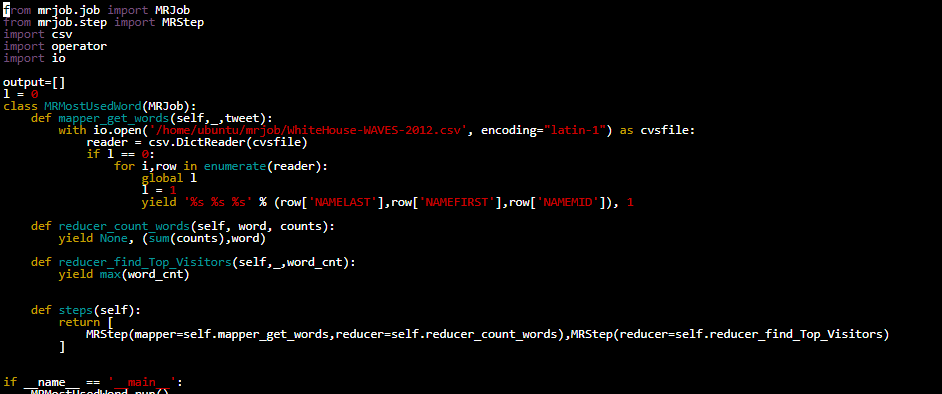 from mrjob.job import MRJob
from mrjob.step import MRStep
import csv
import operator
import io
output=[]
l = 0
class MRMostUsedWord(MRJob):
    def mapper_get_words(self,_,tweet):
        with io.open('/home/ubuntu/mrjob/WhiteHouse-WAVES-2012.csv', encoding="latin-1") as cvsfile:
            reader = csv.DictReader(cvsfile)
            if l == 0:
                for i,row in enumerate(reader):
                    global l
                    l = 1
                    yield '%s %s %s' % (row['NAMELAST'],row['NAMEFIRST'],row['NAMEMID']), 1
    def reducer_count_words(self, word, counts):
        yield None, (sum(counts),word)
    def reducer_find_Top_Visitors(self,_,word_cnt):
        yield max(word_cnt)
    def steps(self):
        return [
            MRStep(mapper=self.mapper_get_words,reducer=self.reducer_count_words),MRStep(reducer=self.reducer_find_Top_Visitors)
        ]
if __name__ == '__main__':
    MRMostUsedWord.run()